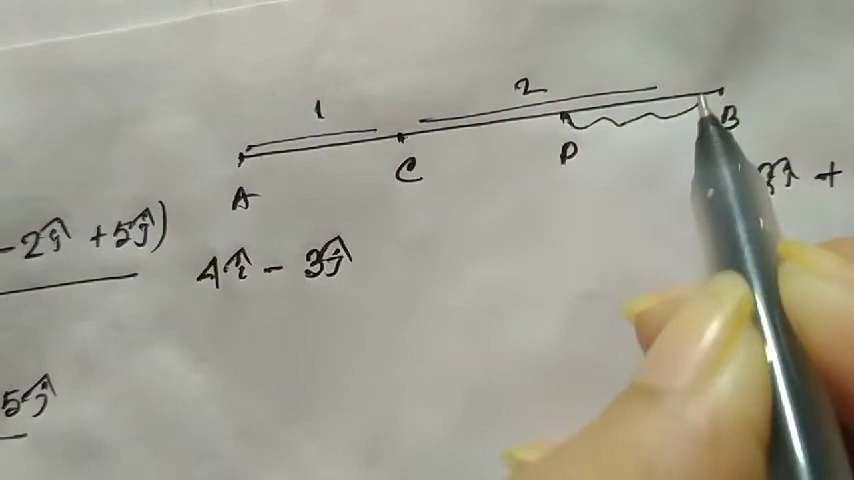 1 2
A C D B
- 2ĵ + 5ĵ)
4î - 3ĵ
+
5ĵ